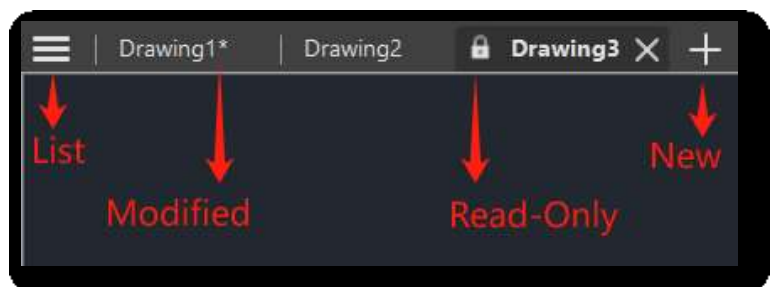 Drawing1*
Drawing2
Drawing3
List
New
Modified
Read-Only